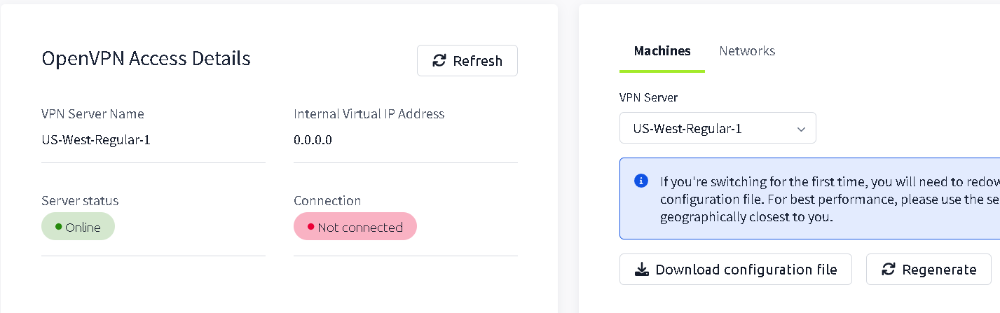 OpenVPN Access Details
Refresh
VPN Server Name
US-West-Regular-1
Internal Virtual IP Address
0.0.0.0
Server status
Online
Connection
Not connected
Machines
Networks
VPN Server
US-West-Regular-1
If you're switching for the first time, you will need to
configuration file. For best performance, please use the
geographically closest to you.
Download configuration file
Regenerate